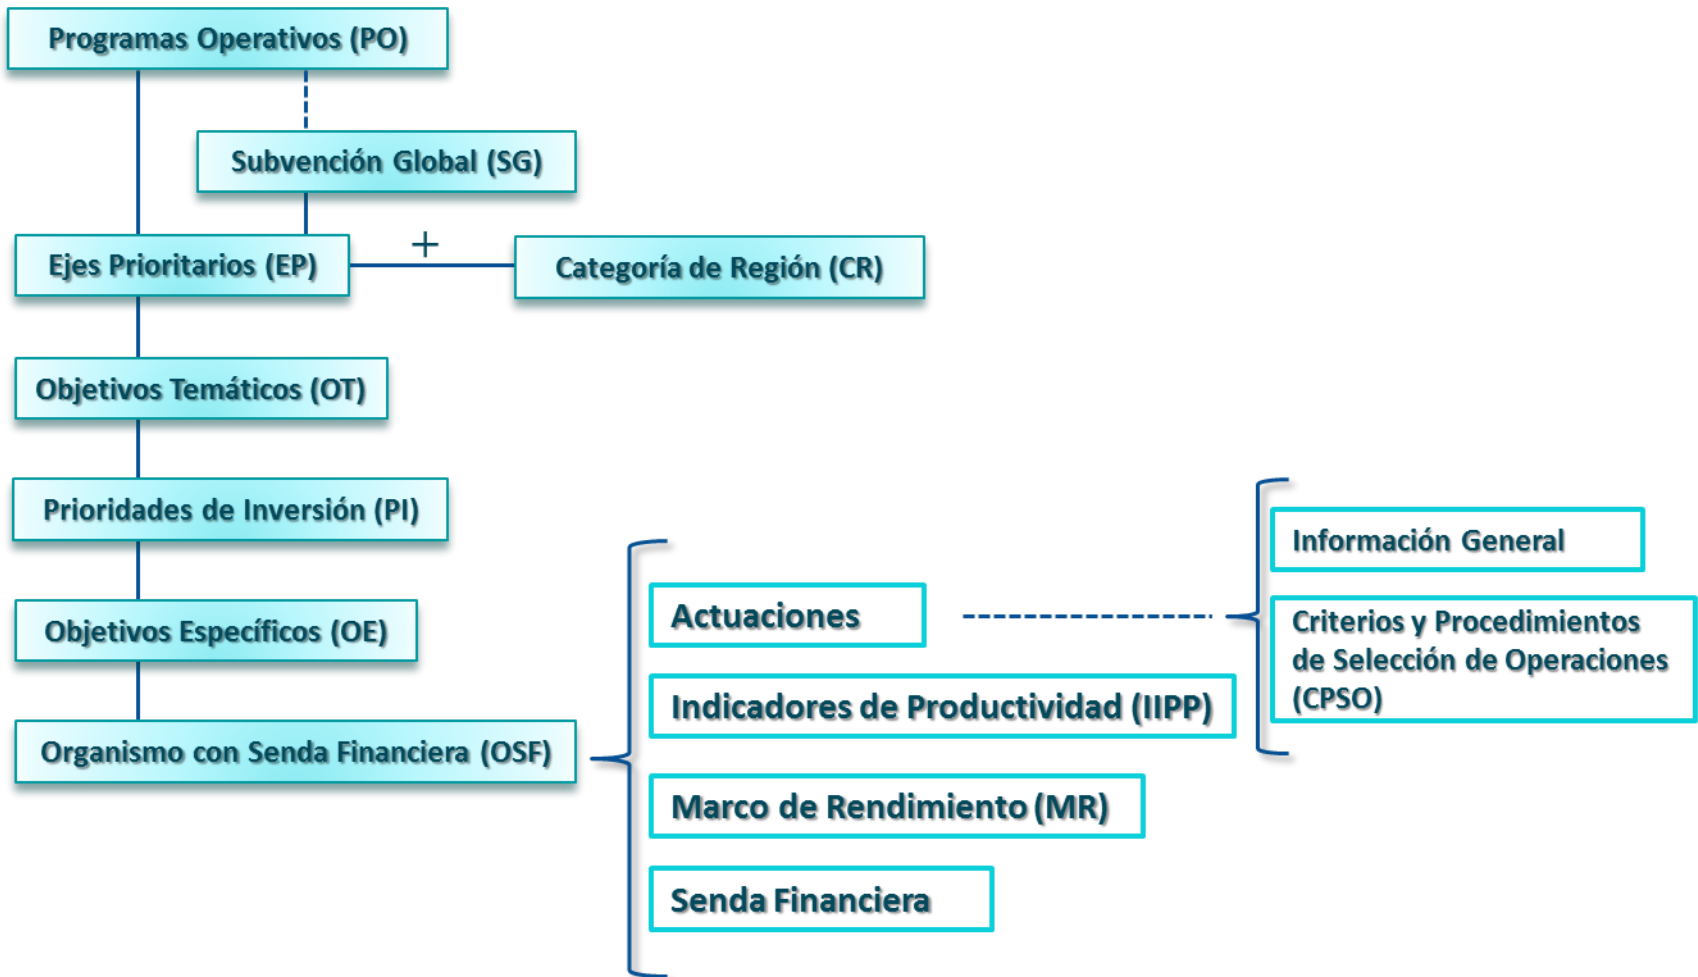 Programas Operativos (PO)
Subvención Global (SG)
+
Ejes Prioritarios (EP)
Categoría de Región (CR)
Objetivos Temáticos (OT)
Prioridades de Inversión (PI)
Objetivos Específicos (OE)
Organismo con Senda Financiera (OSF)
Actuaciones
Indicadores de Productividad (IIPP)
Marco de Rendimiento (MR)
Senda Financiera
Información General
Criterios y Procedimientos
de Selección de Operaciones
(CPSO)